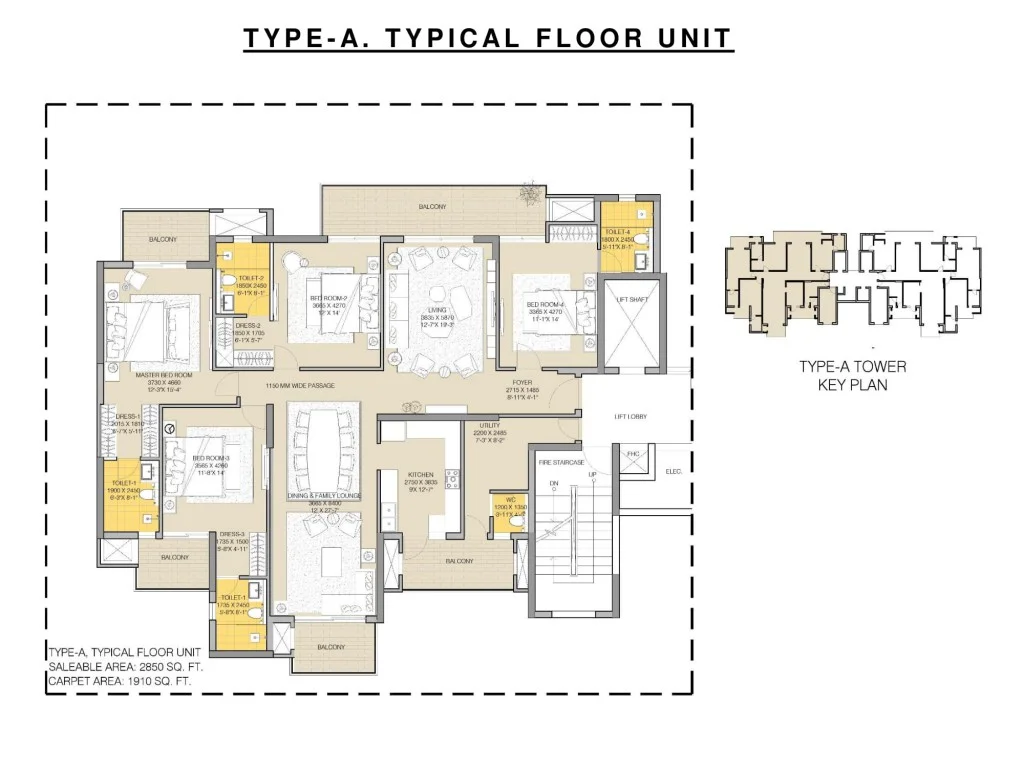 TYPE-A. TYPICAL FLOOR UNIT
BALCONY
BALCONY
TOILET-4
1800 X 2450
5'-11"X 8'-1"
TOILET-2
1850X 2450
6'-1"X 8'-1"
BED ROOM-2
3665 X 4270
12' X 14'
LIVING
3835 X 5870
12'-7"X 19'-3"
BED ROOM-4
3365 X 4270
11'-1"X 14'
LIFT SHAFT
DRESS-2
1850 X 1705
6'-1"X 5'-7"
MASTER BED ROOM
3730 X 4660
12'-3"X 15'-4"
1150 MM WIDE PASSAGE
FOYER
2715 X 1485
8'-11"X 4'-1"
TYPE-A TOWER
KEY PLAN
DRESS-1
2015 X 1810
6'-7"X 5'-11"
LIFT LOBBY
UTILITY
2200 X 2485
7'-3" X 8'-2"
BED ROOM-3
3565 X 4260
11'-8"X 14'
FHC
FIRE STAIRCASE
UP
DN
ELEC.
KITCHEN
2750 X 3835
9'X 12'-7"
TOILET-1
1900 X 2450
6'-3"X 8'-1"
DINING & FAMILY LOUNGE
3665 X 8400
12' X 27'-7"
WC
1200 X 1350
DRESS-3
1735 X 1500
5'-8"X 4'-11"
BALCONY
BALCONY
TOILET-1
1735 X 2450
5'-8"X 8'-1"
BALCONY
TYPE-A, TYPICAL FLOOR UNIT
SALEABLE AREA: 2850 SQ. FT.
CARPET AREA: 1910 SQ. FT.